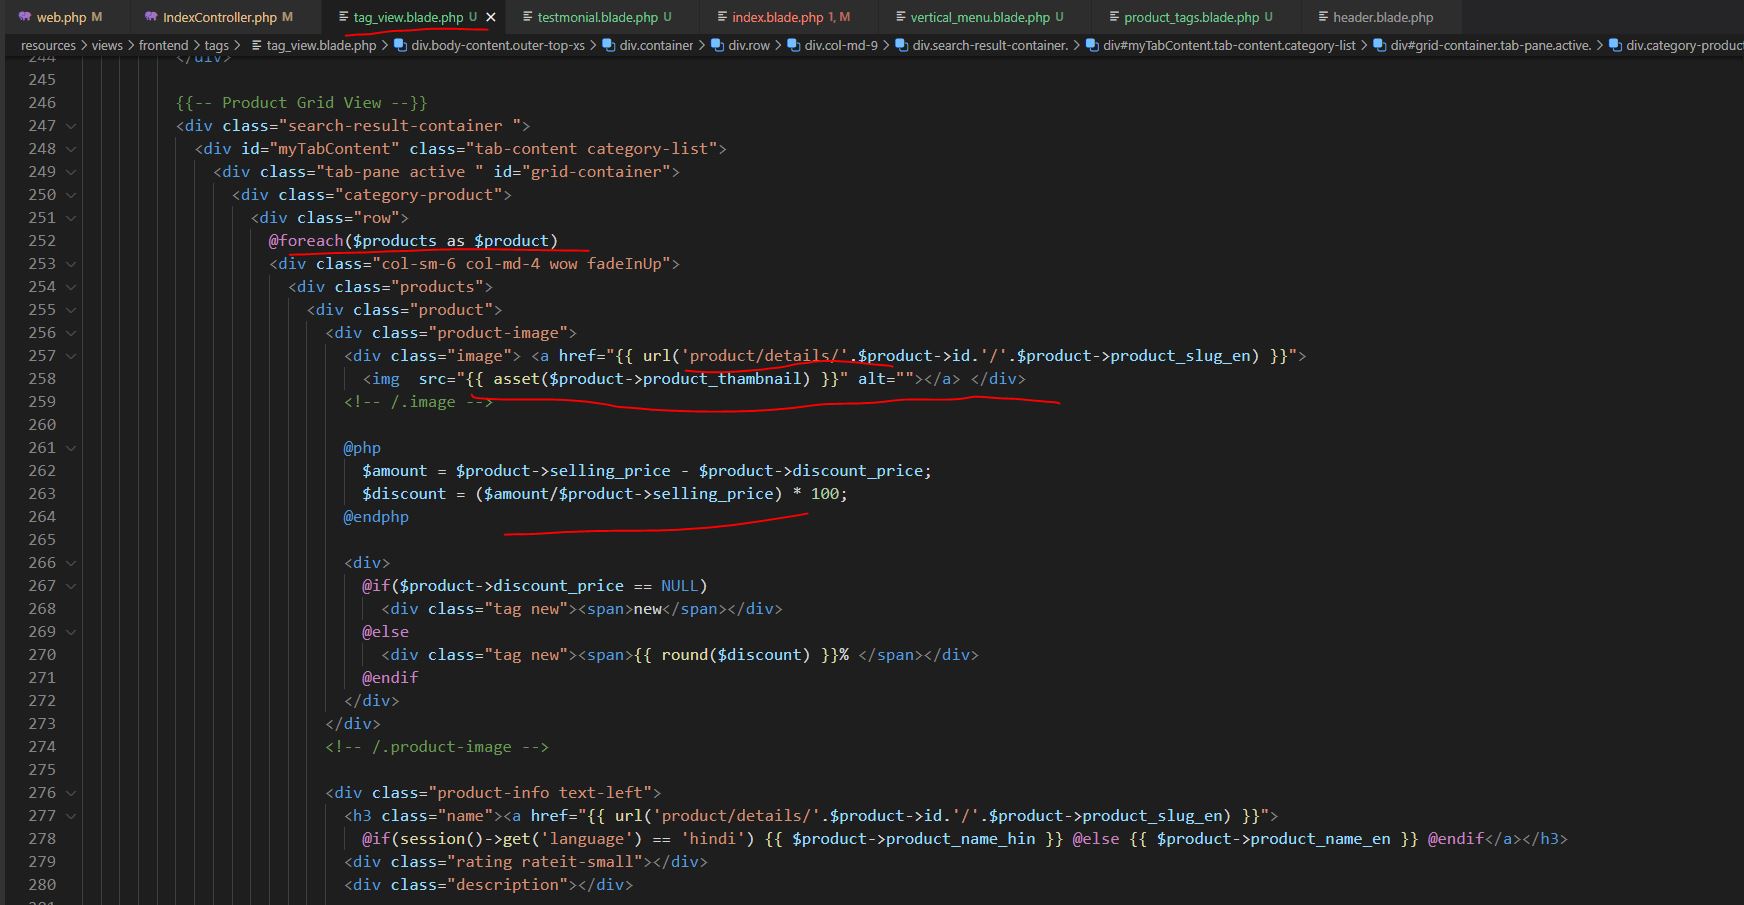 web.php M IndexController.php M tag_view.blade.php U testmonial.blade.php U index.blade.php 1, M vertical_menu.blade.php U product_tags.blade.php U header.blade.php
resources > views > frontend > tags > tag_view.blade.php > div.body-content.outer-top-xs > div.container > div.row > div.col-md-9 > div.search-result-container. > div#myTabContent.tab-content.category-list > div#grid-container.tab-pane.active. > div.category-product
244 </div>
245
246 {{-- Product Grid View --}}
247 <div class="search-result-container ">
248 <div id="myTabContent" class="tab-content category-list">
249 <div class="tab-pane active " id="grid-container">
250 <div class="category-product">
251 <div class="row">
252 @foreach($products as $product)
253 <div class="col-sm-6 col-md-4 wow fadeInUp">
254 <div class="products">
255 <div class="product">
256 <div class="product-image">
257 <div class="image"> <a href="{{ url('product/details/'.$product->id.'/'.$product->product_slug_en) }}">
258 <img  src="{{ asset($product->product_thambnail) }}" alt=""></a> </div>
259 <!-- /.image -->
260
261 @php
262 $amount = $product->selling_price - $product->discount_price;
263 $discount = ($amount/$product->selling_price) * 100;
264 @endphp
265
266 <div>
267 @if($product->discount_price == NULL)
268 <div class="tag new"><span>new</span></div>
269 @else
270 <div class="tag new"><span>{{ round($discount) }}% </span></div>
271 @endif
272 </div>
273 </div>
274 <!-- /.product-image -->
275
276 <div class="product-info text-left">
277 <h3 class="name"><a href="{{ url('product/details/'.$product->id.'/'.$product->product_slug_en) }}">
278 @if(session()->get('language') == 'hindi') {{ $product->product_name_hin }} @else {{ $product->product_name_en }} @endif</a></h3>
279 <div class="rating rateit-small"></div>
280 <div class="description"></div>